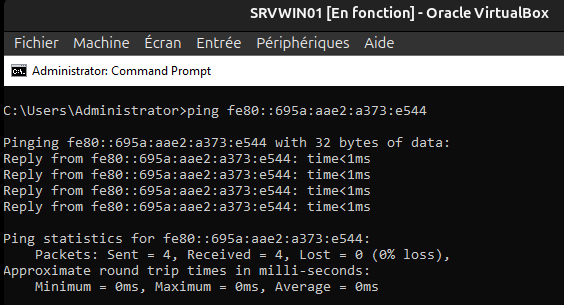 SRVWIN01 [En fonction] - Oracle VirtualBox
Fichier Machine Écran Entrée Périphériques Aide
Administrator: Command Prompt
C:\Users\Administrator>ping fe80::695a:aae2:a373:e544
Pinging fe80::695a:aae2:a373:e544 with 32 bytes of data:
Reply from fe80::695a:aae2:a373:e544: time<1ms
Reply from fe80::695a:aae2:a373:e544: time<1ms
Reply from fe80::695a:aae2:a373:e544: time<1ms
Reply from fe80::695a:aae2:a373:e544: time<1ms
Ping statistics for fe80::695a:aae2:a373:e544:
    Packets: Sent = 4, Received = 4, Lost = 0 (0% loss),
Approximate round trip times in milli-seconds:
    Minimum = 0ms, Maximum = 0ms, Average = 0ms